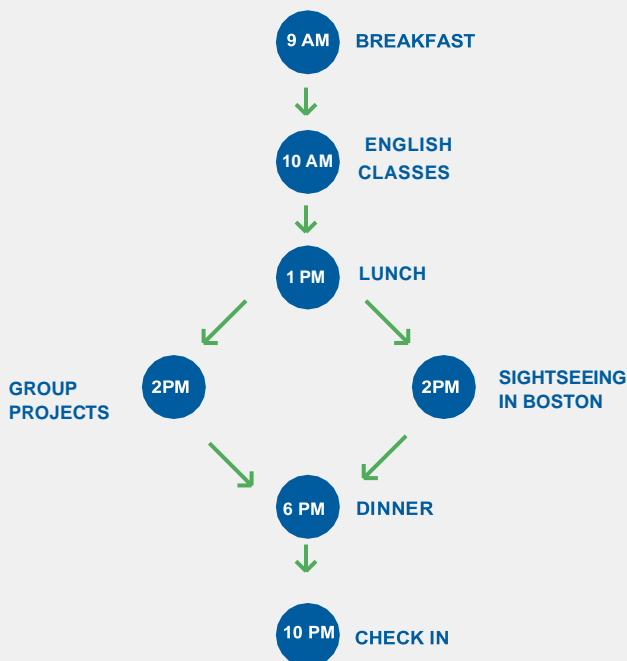 9 AM BREAKFAST
10 AM ENGLISH
CLASSES
1 PM LUNCH
GROUP
PROJECTS
2PM
2PM
SIGHTSEEING
IN BOSTON
6 PM DINNER
10 PM CHECK IN